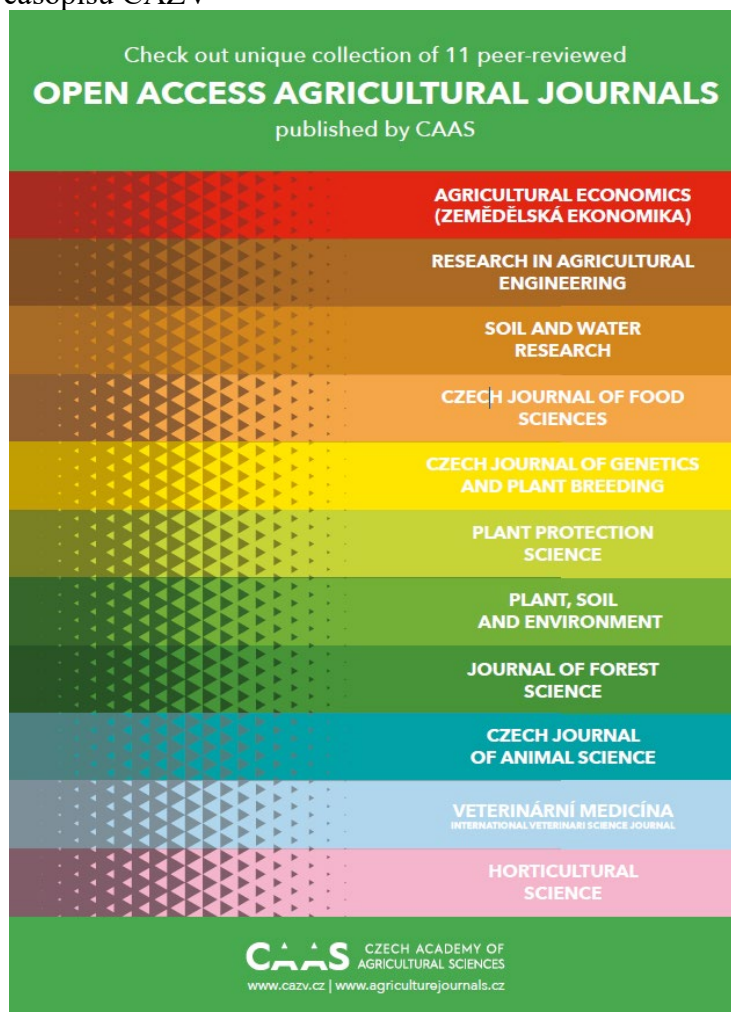 časopisů ČAZV
Check out unique collection of 11 peer-reviewed
OPEN ACCESS AGRICULTURAL JOURNALS
published by CAAS
AGRICULTURAL ECONOMICS
(ZEMĚDĚLSKÁ EKONOMIKA)
RESEARCH IN AGRICULTURAL
ENGINEERING
SOIL AND WATER
RESEARCH
CZECH JOURNAL OF FOOD
SCIENCES
CZECH JOURNAL OF GENETICS
AND PLANT BREEDING
PLANT PROTECTION
SCIENCE
PLANT, SOIL
AND ENVIRONMENT
JOURNAL OF FOREST
SCIENCE
CZECH JOURNAL
OF ANIMAL SCIENCE
VETERINÁRNÍ MEDICÍNA
INTERNATIONAL VETERINARI SCIENCE JOURNAL
HORTICULTURAL
SCIENCE
CAAS CZECH ACADEMY OF
AGRICULTURAL SCIENCES
www.cazv.cz | www.agriculturejournals.cz